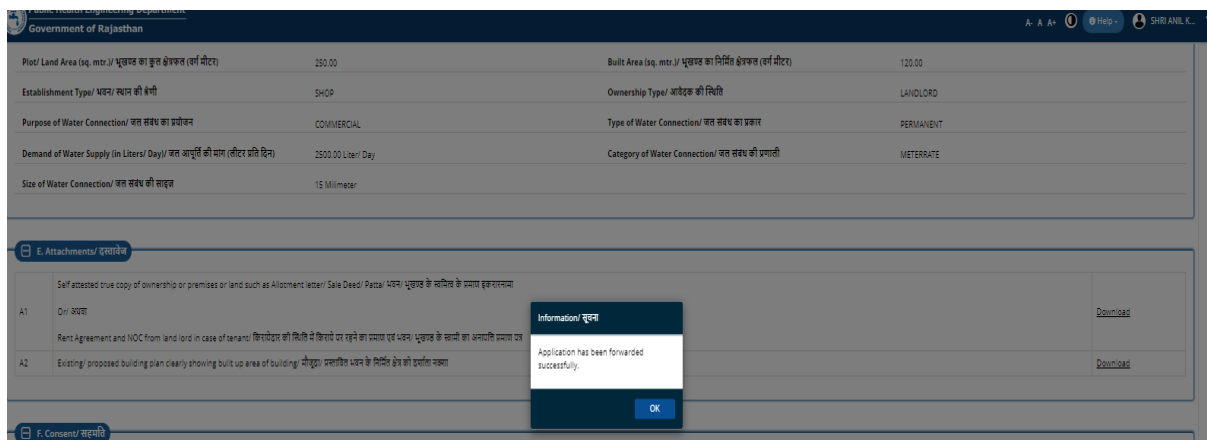 Public Health Engineering Department
Government of Rajasthan
A- A A+ Help - SHRI ANIL K...
Plot/ Land Area (sq. mtr.)/ भूखण्ड का कुल क्षेत्रफल (वर्ग मीटर) 250.00 Built Area (sq. mtr.)/ भूखण्ड का निर्मित क्षेत्रफल (वर्ग मीटर) 120.00
Establishment Type/ भवन/ स्थान की श्रेणी SHOP Ownership Type/ आवेदक की स्थिति LANDLORD
Purpose of Water Connection/ जल संबंध का प्रयोजन COMMERCIAL Type of Water Connection/ जल संबंध का प्रकार PERMANENT
Demand of Water Supply (in Liters/ Day)/ जल आपूर्ति की मांग (लीटर प्रति दिन) 2500.00 Liter/ Day Category of Water Connection/ जल संबंध की प्रणाली METERRATE
Size of Water Connection/ जल संबंध की साइज 15 Milimeter
E. Attachments/ दस्तावेज
Self attested true copy of ownership or premises or land such as Allotment letter/ Sale Deed/ Patta/ भवन/ भूखण्ड के स्वामित्व के प्रमाण इकरारनामा
A1 Or/ अथवा Download
Rent Agreement and NOC from land lord in case of tenant/ किरायेदार की स्थिति में किराये पर रहने का प्रमाण एवं भवन/ भूखण्ड के स्वामी का अनापत्ति प्रमाण पत्र
A2 Existing/ proposed building plan clearly showing built up area of building/ मौजूदा/ प्रस्तावित भवन के निर्मित क्षेत्र को दर्शाता नक्शा Download
Information/ सूचना
Application has been forwarded
successfully.
OK
F. Consent/ सहमति